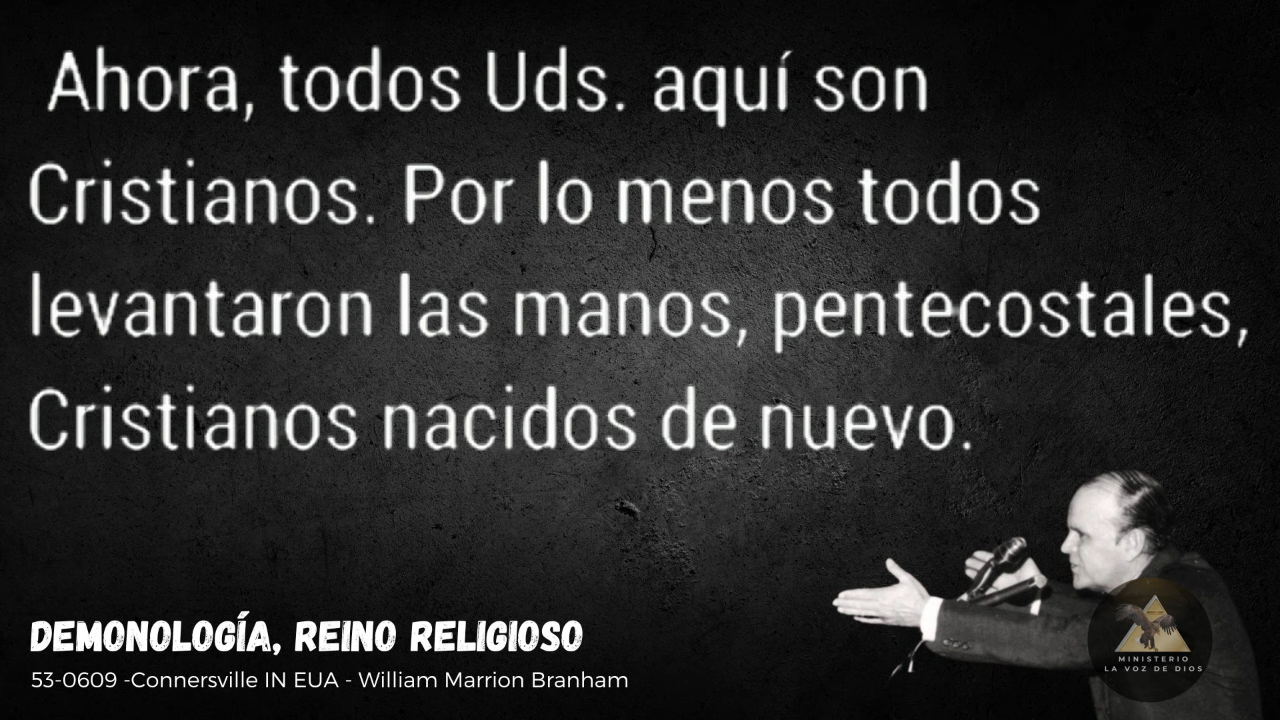 Ahora, todos Uds. aquí son
Cristianos. Por lo menos todos
levantaron las manos, pentecostales,
Cristianos nacidos de nuevo.
DEMONOLOGÍA, REINO RELIGIOSO
53-0609 -Connersville IN EUA - William Marrion Branham
MINISTERIO
LA VOZ DE DIOS